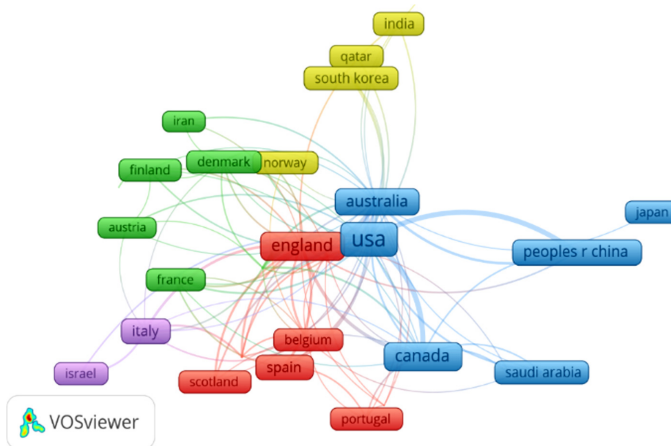 india
qatar
south korea
iran
denmark
norway
finland
australia
japan
austria
usa
england
peoples r china
france
italy
belgium
canada
israel
scotland
spain
saudi arabia
portugal
VOSviewer